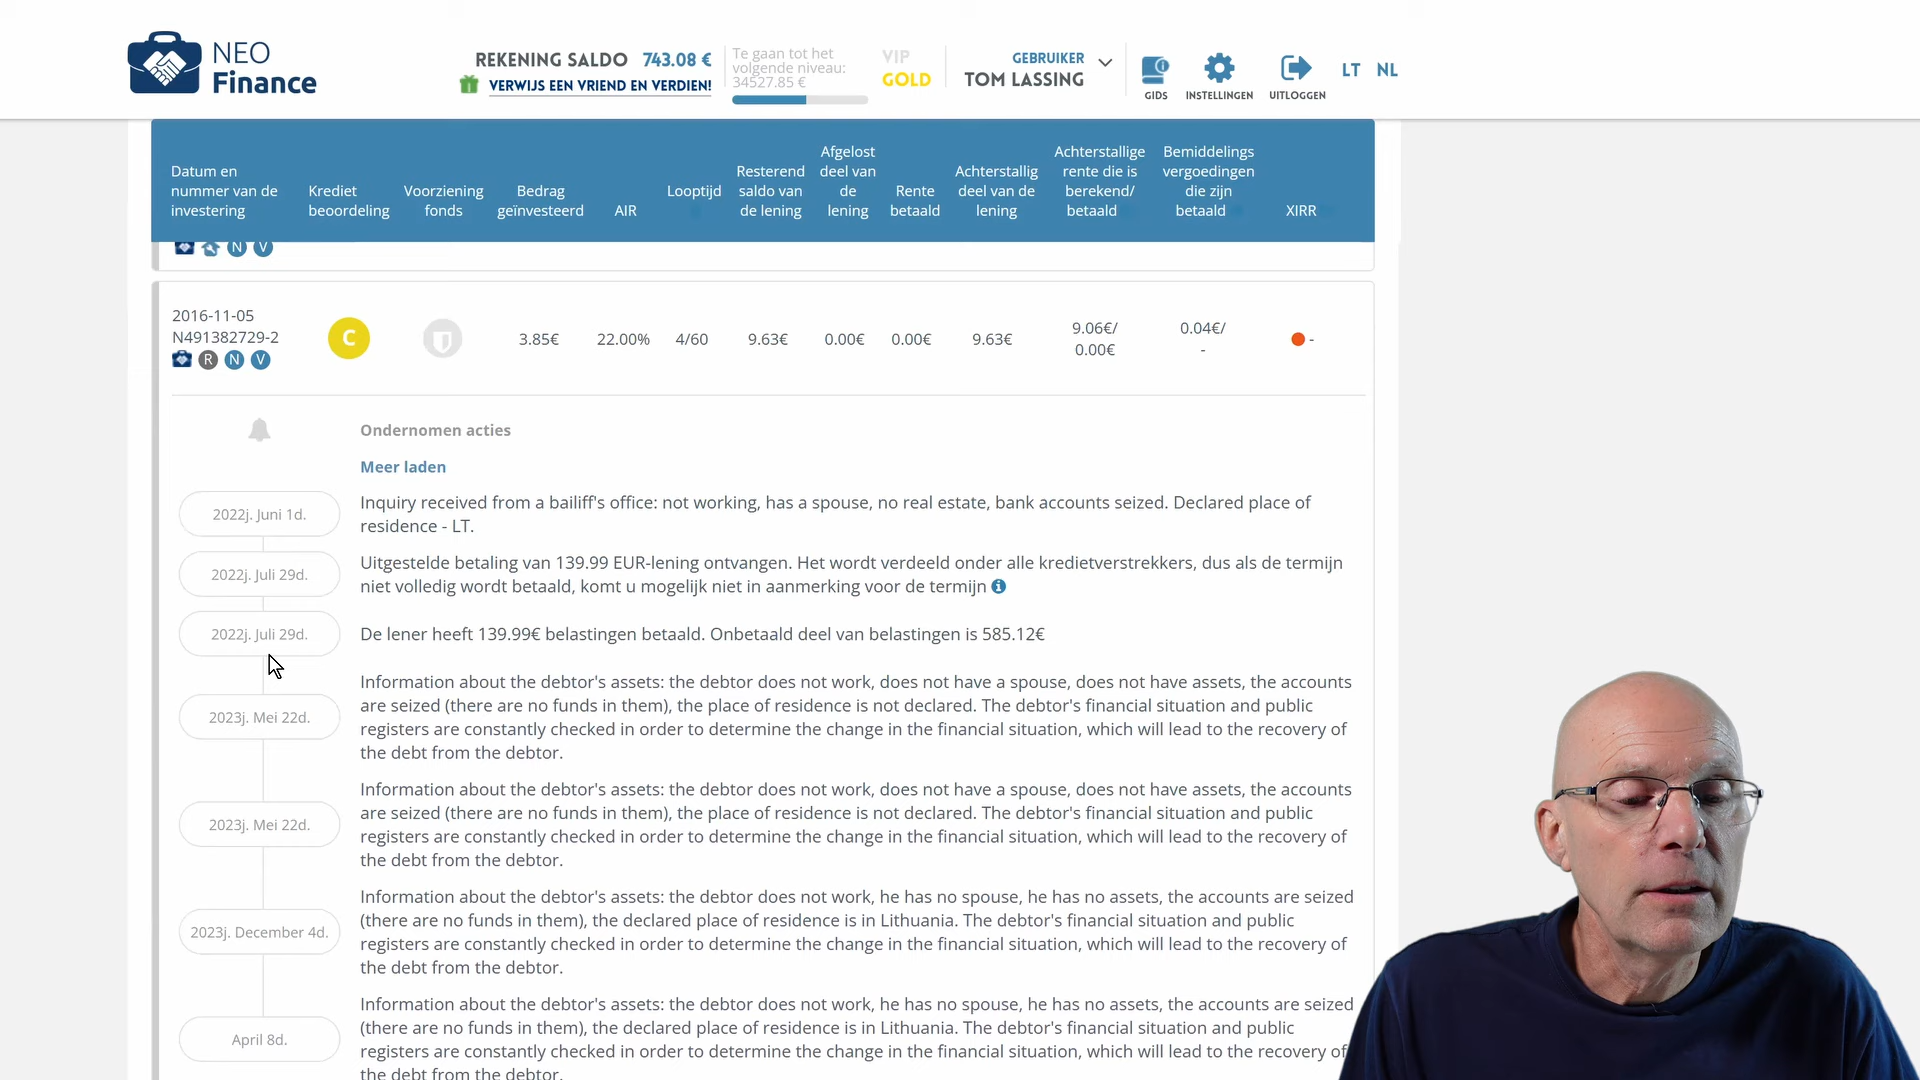 NEO
Finance
REKENING SALDO 743.08 €
VERWIJS EEN VRIEND EN VERDIEN!
Te gaan tot het
volgende niveau:
34527.85 €
VIP
GOLD
GEBRUIKER
TOM LASSING
GIDS
INSTELLINGEN
UITLOGGEN
LT NL
Datum en
nummer van de
investering
Krediet
beoordeling
Voorziening
fonds
Bedrag
geïnvesteerd
AIR
Looptijd
Resterend
saldo van
de lening
Afgelost
deel van
de
lening
Rente
betaald
Achterstallig
deel van de
lening
Achterstallige
rente die is
berekend/
betaald
Bemiddelings
vergoedingen
die zijn
betaald
XIRR
N V
2016-11-05
N491382729-2
R N V
C
3.85€
22.00%
4/60
9.63€
0.00€
0.00€
9.63€
9.06€/
0.00€
0.04€/
-
-
Ondernomen acties
Meer laden
2022j. Juni 1d.
Inquiry received from a bailiff's office: not working, has a spouse, no real estate, bank accounts seized. Declared place of
residence - LT.
2022j. Juli 29d.
Uitgestelde betaling van 139.99 EUR-lening ontvangen. Het wordt verdeeld onder alle kredietverstrekkers, dus als de termijn
niet volledig wordt betaald, komt u mogelijk niet in aanmerking voor de termijn
2022j. Juli 29d.
De lener heeft 139.99€ belastingen betaald. Onbetaald deel van belastingen is 585.12€
2023j. Mei 22d.
Information about the debtor's assets: the debtor does not work, does not have a spouse, does not have assets, the accounts
are seized (there are no funds in them), the place of residence is not declared. The debtor's financial situation and public
registers are constantly checked in order to determine the change in the financial situation, which will lead to the recovery of
the debt from the debtor.
2023j. Mei 22d.
Information about the debtor's assets: the debtor does not work, does not have a spouse, does not have assets, the accounts
are seized (there are no funds in them), the place of residence is not declared. The debtor's financial situation and public
registers are constantly checked in order to determine the change in the financial situation, which will lead to the recovery of
the debt from the debtor.
2023j. December 4d.
Information about the debtor's assets: the debtor does not work, he has no spouse, he has no assets, the accounts are seized
(there are no funds in them), the declared place of residence is in Lithuania. The debtor's financial situation and public
registers are constantly checked in order to determine the change in the financial situation, which will lead to the recovery of
the debt from the debtor.
April 8d.
Information about the debtor's assets: the debtor does not work, he has no spouse, he has no assets, the accounts are seized
(there are no funds in them), the declared place of residence is in Lithuania. The debtor's financial situation and public
registers are constantly checked in order to determine the change in the financial situation, which will lead to the recovery of
the debt from the debtor.